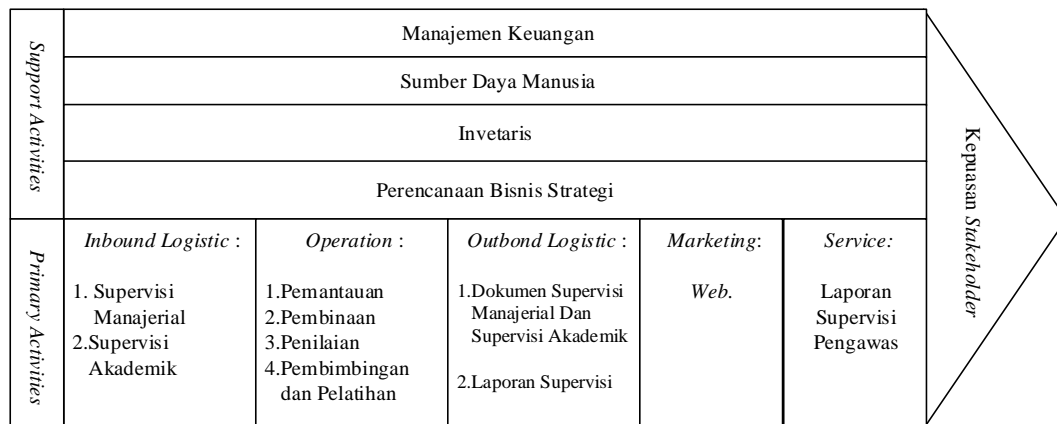 Support Activities
Manajemen Keuangan
Sumber Daya Manusia
Invetaris
Perencanaan Bisnis Strategi
Primary Activities
Inbound Logistic :
1. Supervisi
Manajerial
2.Supervisi
Akademik
Operation :
1.Pemantauan
2.Pembinaan
3.Penilaian
4.Pembimbingan
dan Pelatihan
Outbond Logistic :
1.Dokumen Supervisi
Manajerial Dan
Supervisi Akademik
2.Laporan Supervisi
Marketing:
Web.
Service:
Laporan
Supervisi
Pengawas
Kepuasan Stakeholder